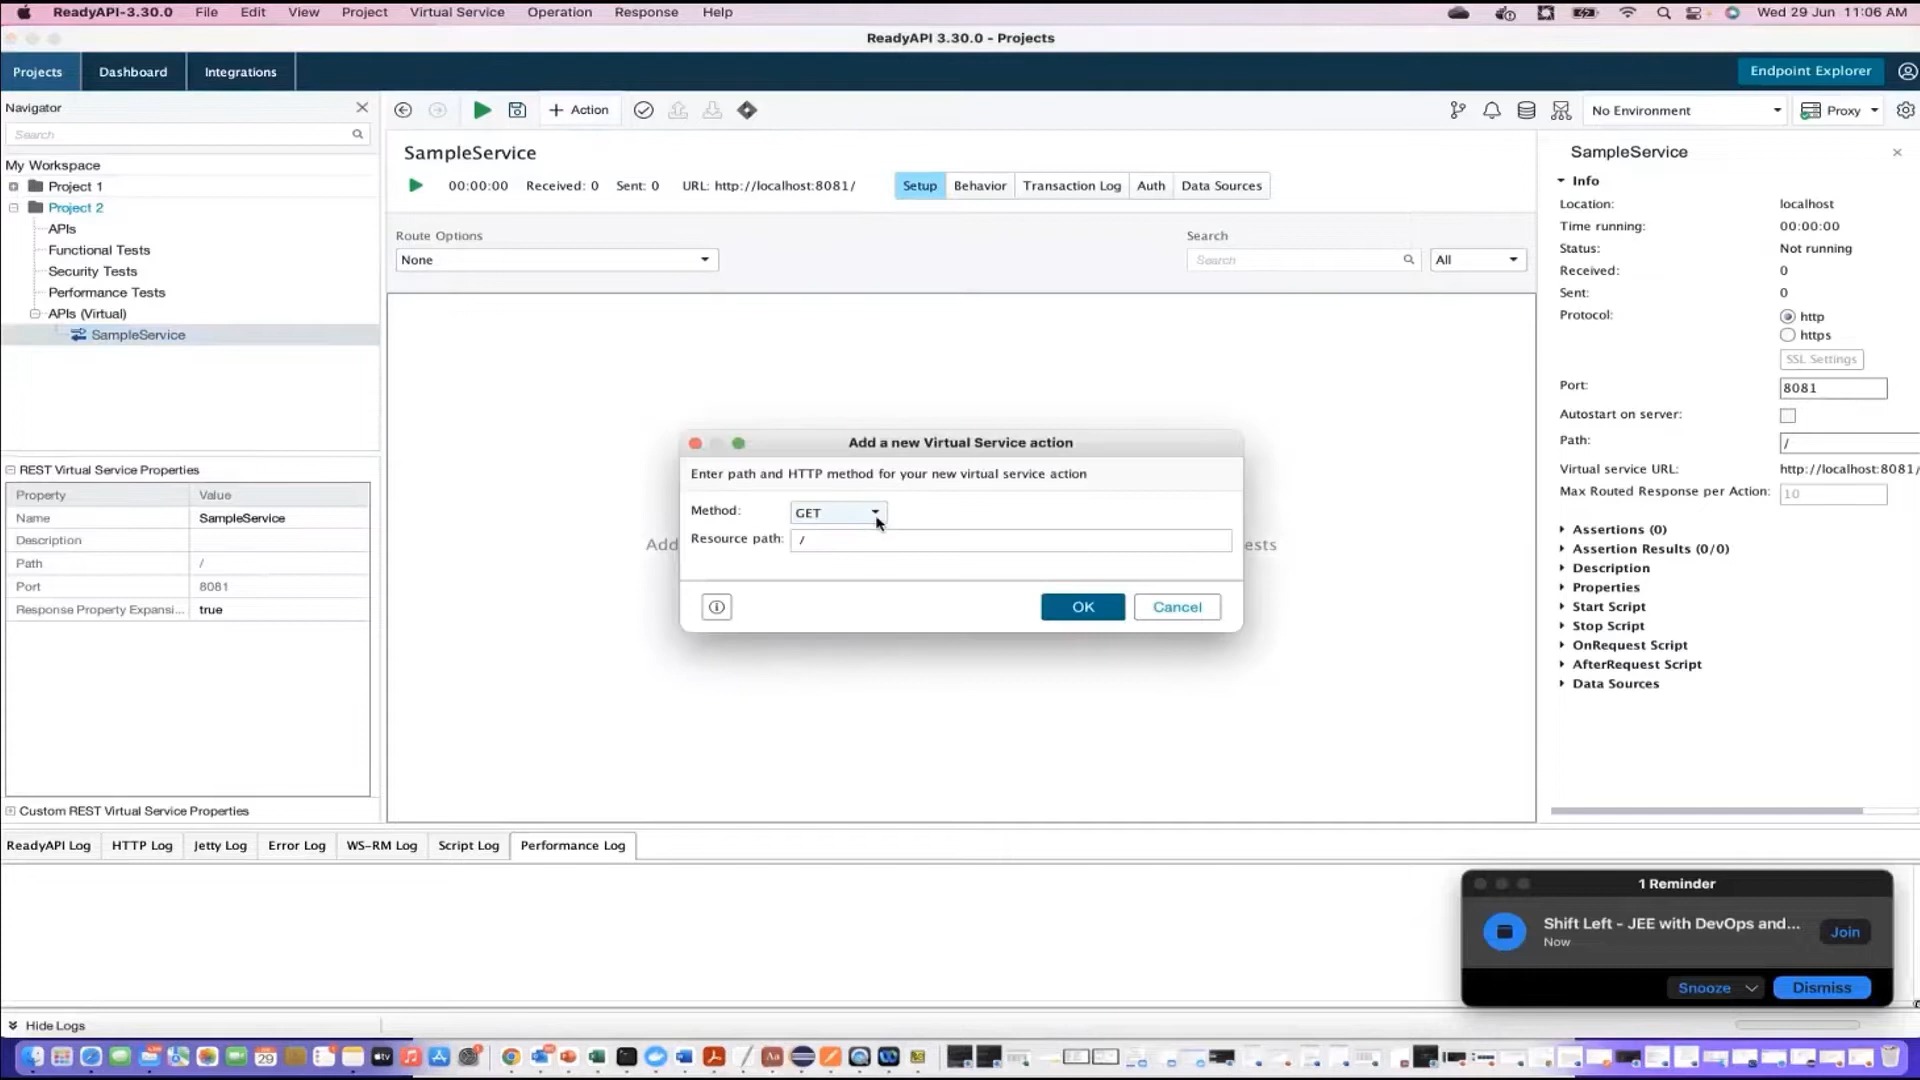 ReadyAPI-3.30.0 File Edit View Project Virtual Service Operation Response Help Wed 29 Jun 11:06 AM
ReadyAPI 3.30.0 - Projects
Projects Dashboard Integrations Endpoint Explorer
Navigator
+ Action No Environment Proxy
Search
My Workspace
Project 1
Project 2
APIs
Functional Tests
Security Tests
Performance Tests
APIs (Virtual)
SampleService
REST Virtual Service Properties
Property Value
Name SampleService
Description
Path /
Port 8081
Response Property Expansi... true
Custom REST Virtual Service Properties
SampleService
00:00:00 Received: 0 Sent: 0 URL: http://localhost:8081/ Setup Behavior Transaction Log Auth Data Sources
Route Options
None
Search
Search All
Add
ests
Add a new Virtual Service action
Enter path and HTTP method for your new virtual service action
Method: GET
Resource path: /
OK Cancel
SampleService
Info
Location: localhost
Time running: 00:00:00
Status: Not running
Received: 0
Sent: 0
Protocol: http
https
SSL Settings
Port: 8081
Autostart on server:
Path: /
Virtual service URL: http://localhost:8081/
Max Routed Response per Action: 10
Assertions (0)
Assertion Results (0/0)
Description
Properties
Start Script
Stop Script
OnRequest Script
AfterRequest Script
Data Sources
ReadyAPI Log HTTP Log Jetty Log Error Log WS-RM Log Script Log Performance Log
1 Reminder
Shift Left - JEE with DevOps and...
Now
Join
Snooze Dismiss
Hide Logs